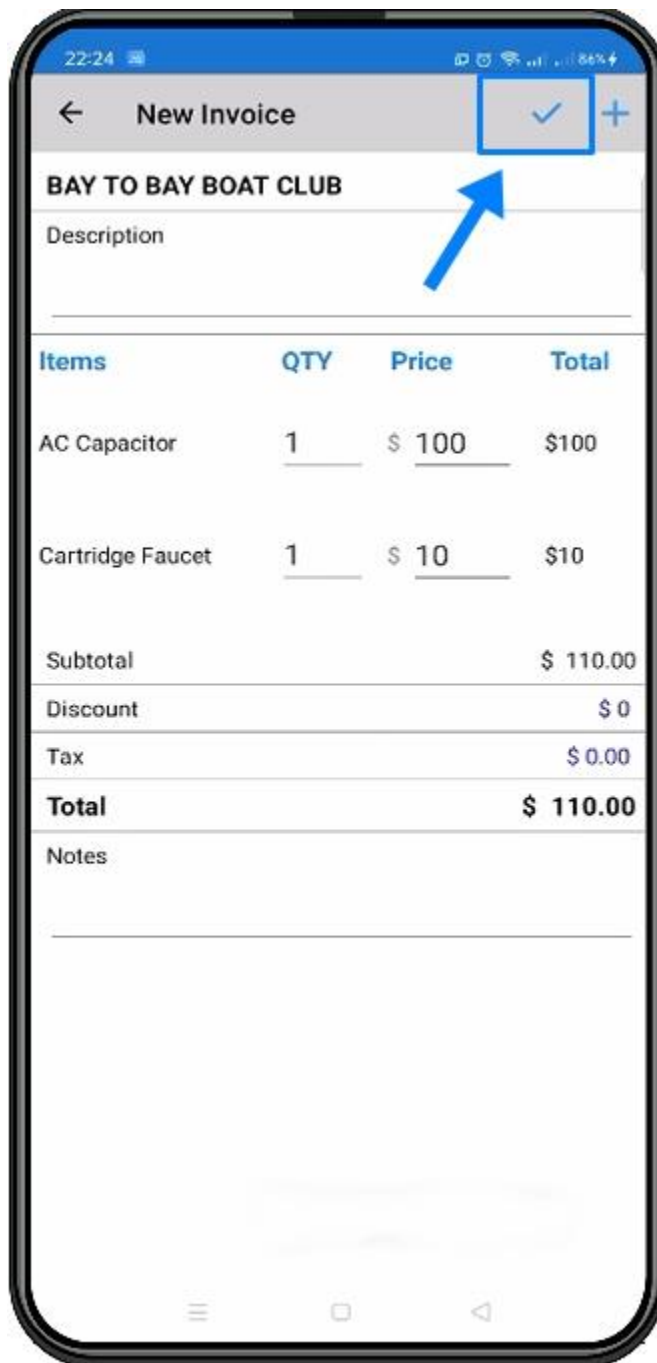 22:24 86%
New Invoice
BAY TO BAY BOAT CLUB
Description
Items QTY Price Total
AC Capacitor 1 $ 100 $100
Cartridge Faucet 1 $ 10 $10
Subtotal $ 110.00
Discount $ 0
Tax $ 0.00
Total $ 110.00
Notes